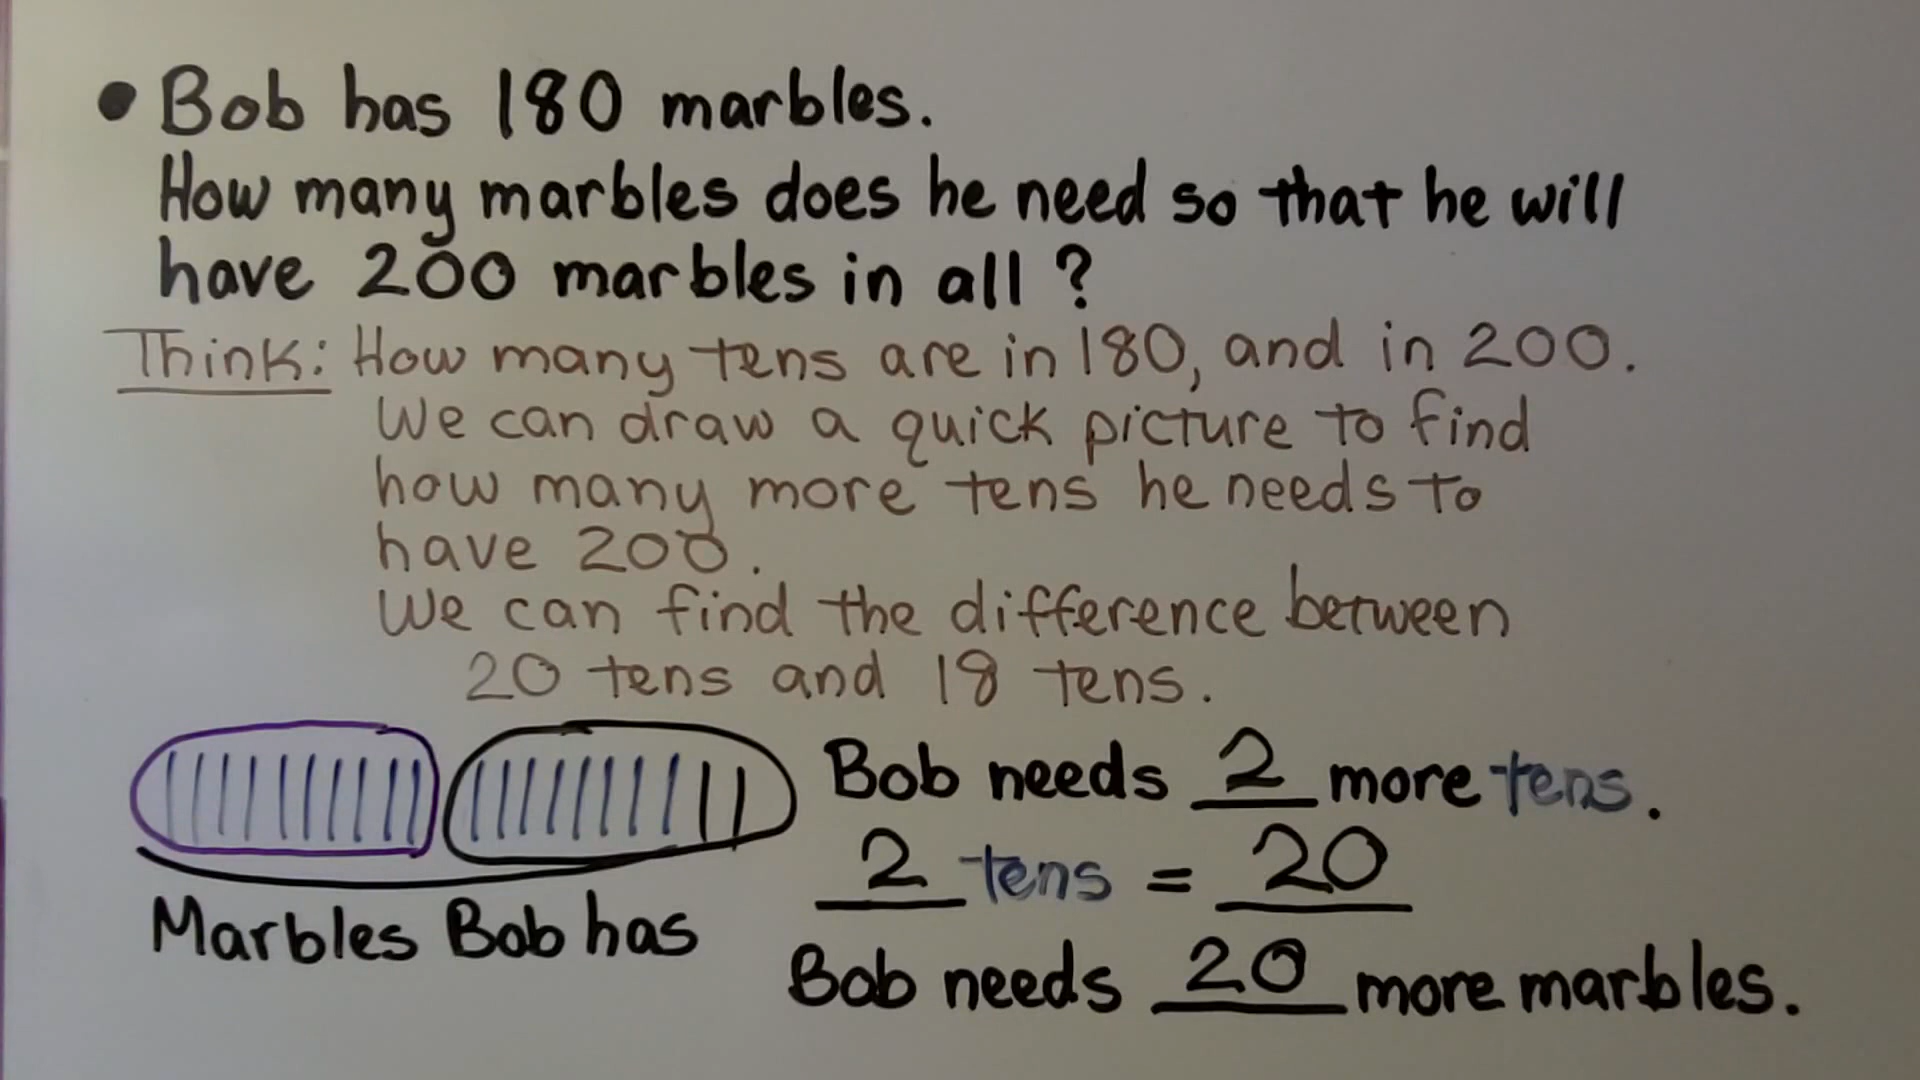 • Bob has 180 marbles.
How many marbles does he need so that he will
have 200 marbles in all?
Think: How many tens are in 180, and in 200.
We can draw a quick picture to find
how many more tens he needs to
have 200.
We can find the difference between
20 tens and 18 tens.
Bob needs 2 more tens.
2 tens = 20
Marbles Bob has
Bob needs 20 more marbles.